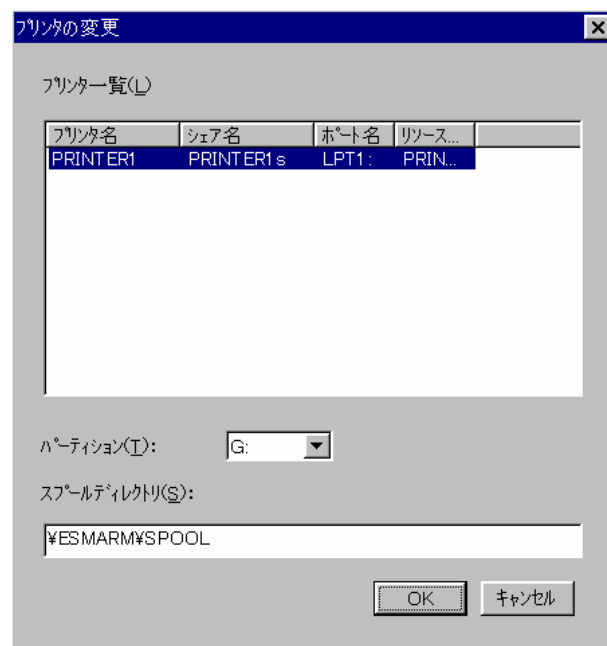 プリンタの変更
プリンター覧(L)
プリンタ名 シェア名 ポート名 リソース...
PRINTER1 PRINTER1s LPT1: PRIN...
パーティション(T): G:
スプールディレクトリ(S):
¥ESMARM¥SPOOL
OK キャンセル